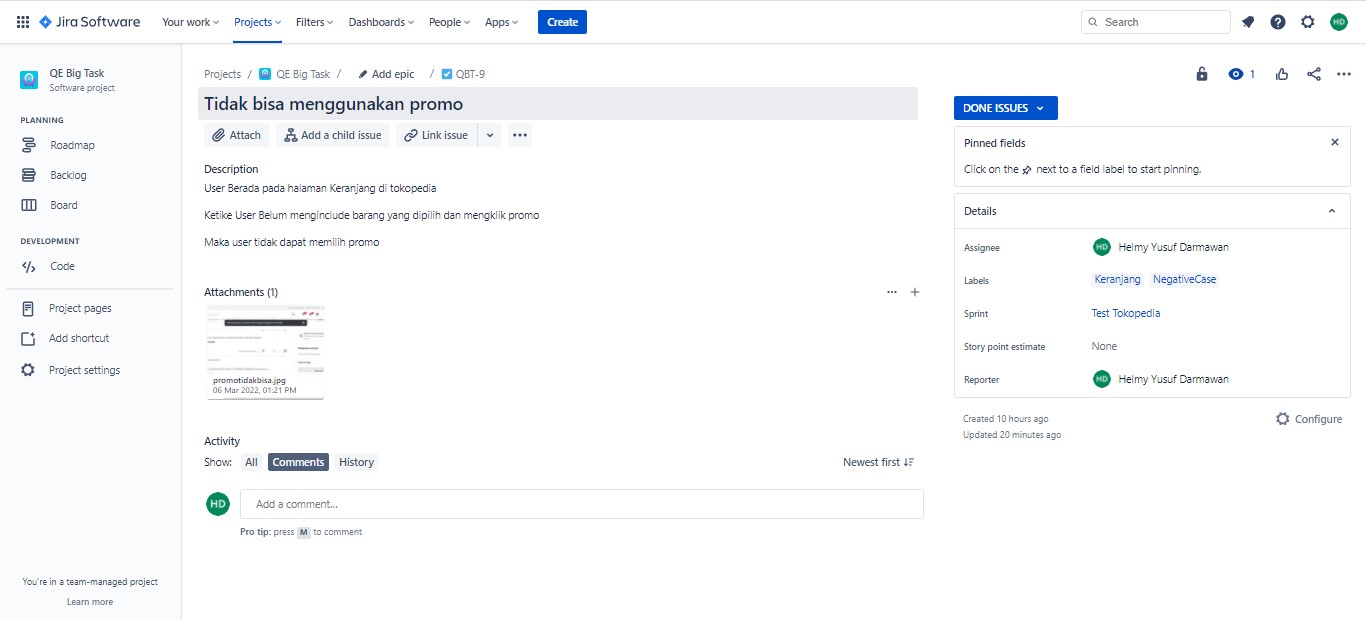 Jira Software
Your work
Projects
Filters
Dashboards
People
Apps
Create
Search
HD
QE Big Task
Software project
PLANNING
Roadmap
Backlog
Board
DEVELOPMENT
Code
Project pages
Add shortcut
Project settings
You're in a team-managed project
Learn more
Projects / QE Big Task / Add epic / QBT-9
1
Tidak bisa menggunakan promo
Attach
Add a child issue
Link issue
Description
User Berada pada halaman Keranjang di tokopedia
Ketike User Belum menginclude barang yang dipilih dan mengklik promo
Maka user tidak dapat memilih promo
Attachments (1)
promotidakbisa.jpg
06 Mar 2022, 01:21 PM
Activity
Show:
All
Comments
History
Newest first
HD
Add a comment...
Pro tip: press M to comment
DONE ISSUES
Pinned fields
Click on the next to a field label to start pinning.
Details
Assignee
HD Helmy Yusuf Darmawan
Labels
Keranjang NegativeCase
Sprint
Test Tokopedia
Story point estimate
None
Reporter
HD Helmy Yusuf Darmawan
Created 10 hours ago
Updated 20 minutes ago
Configure